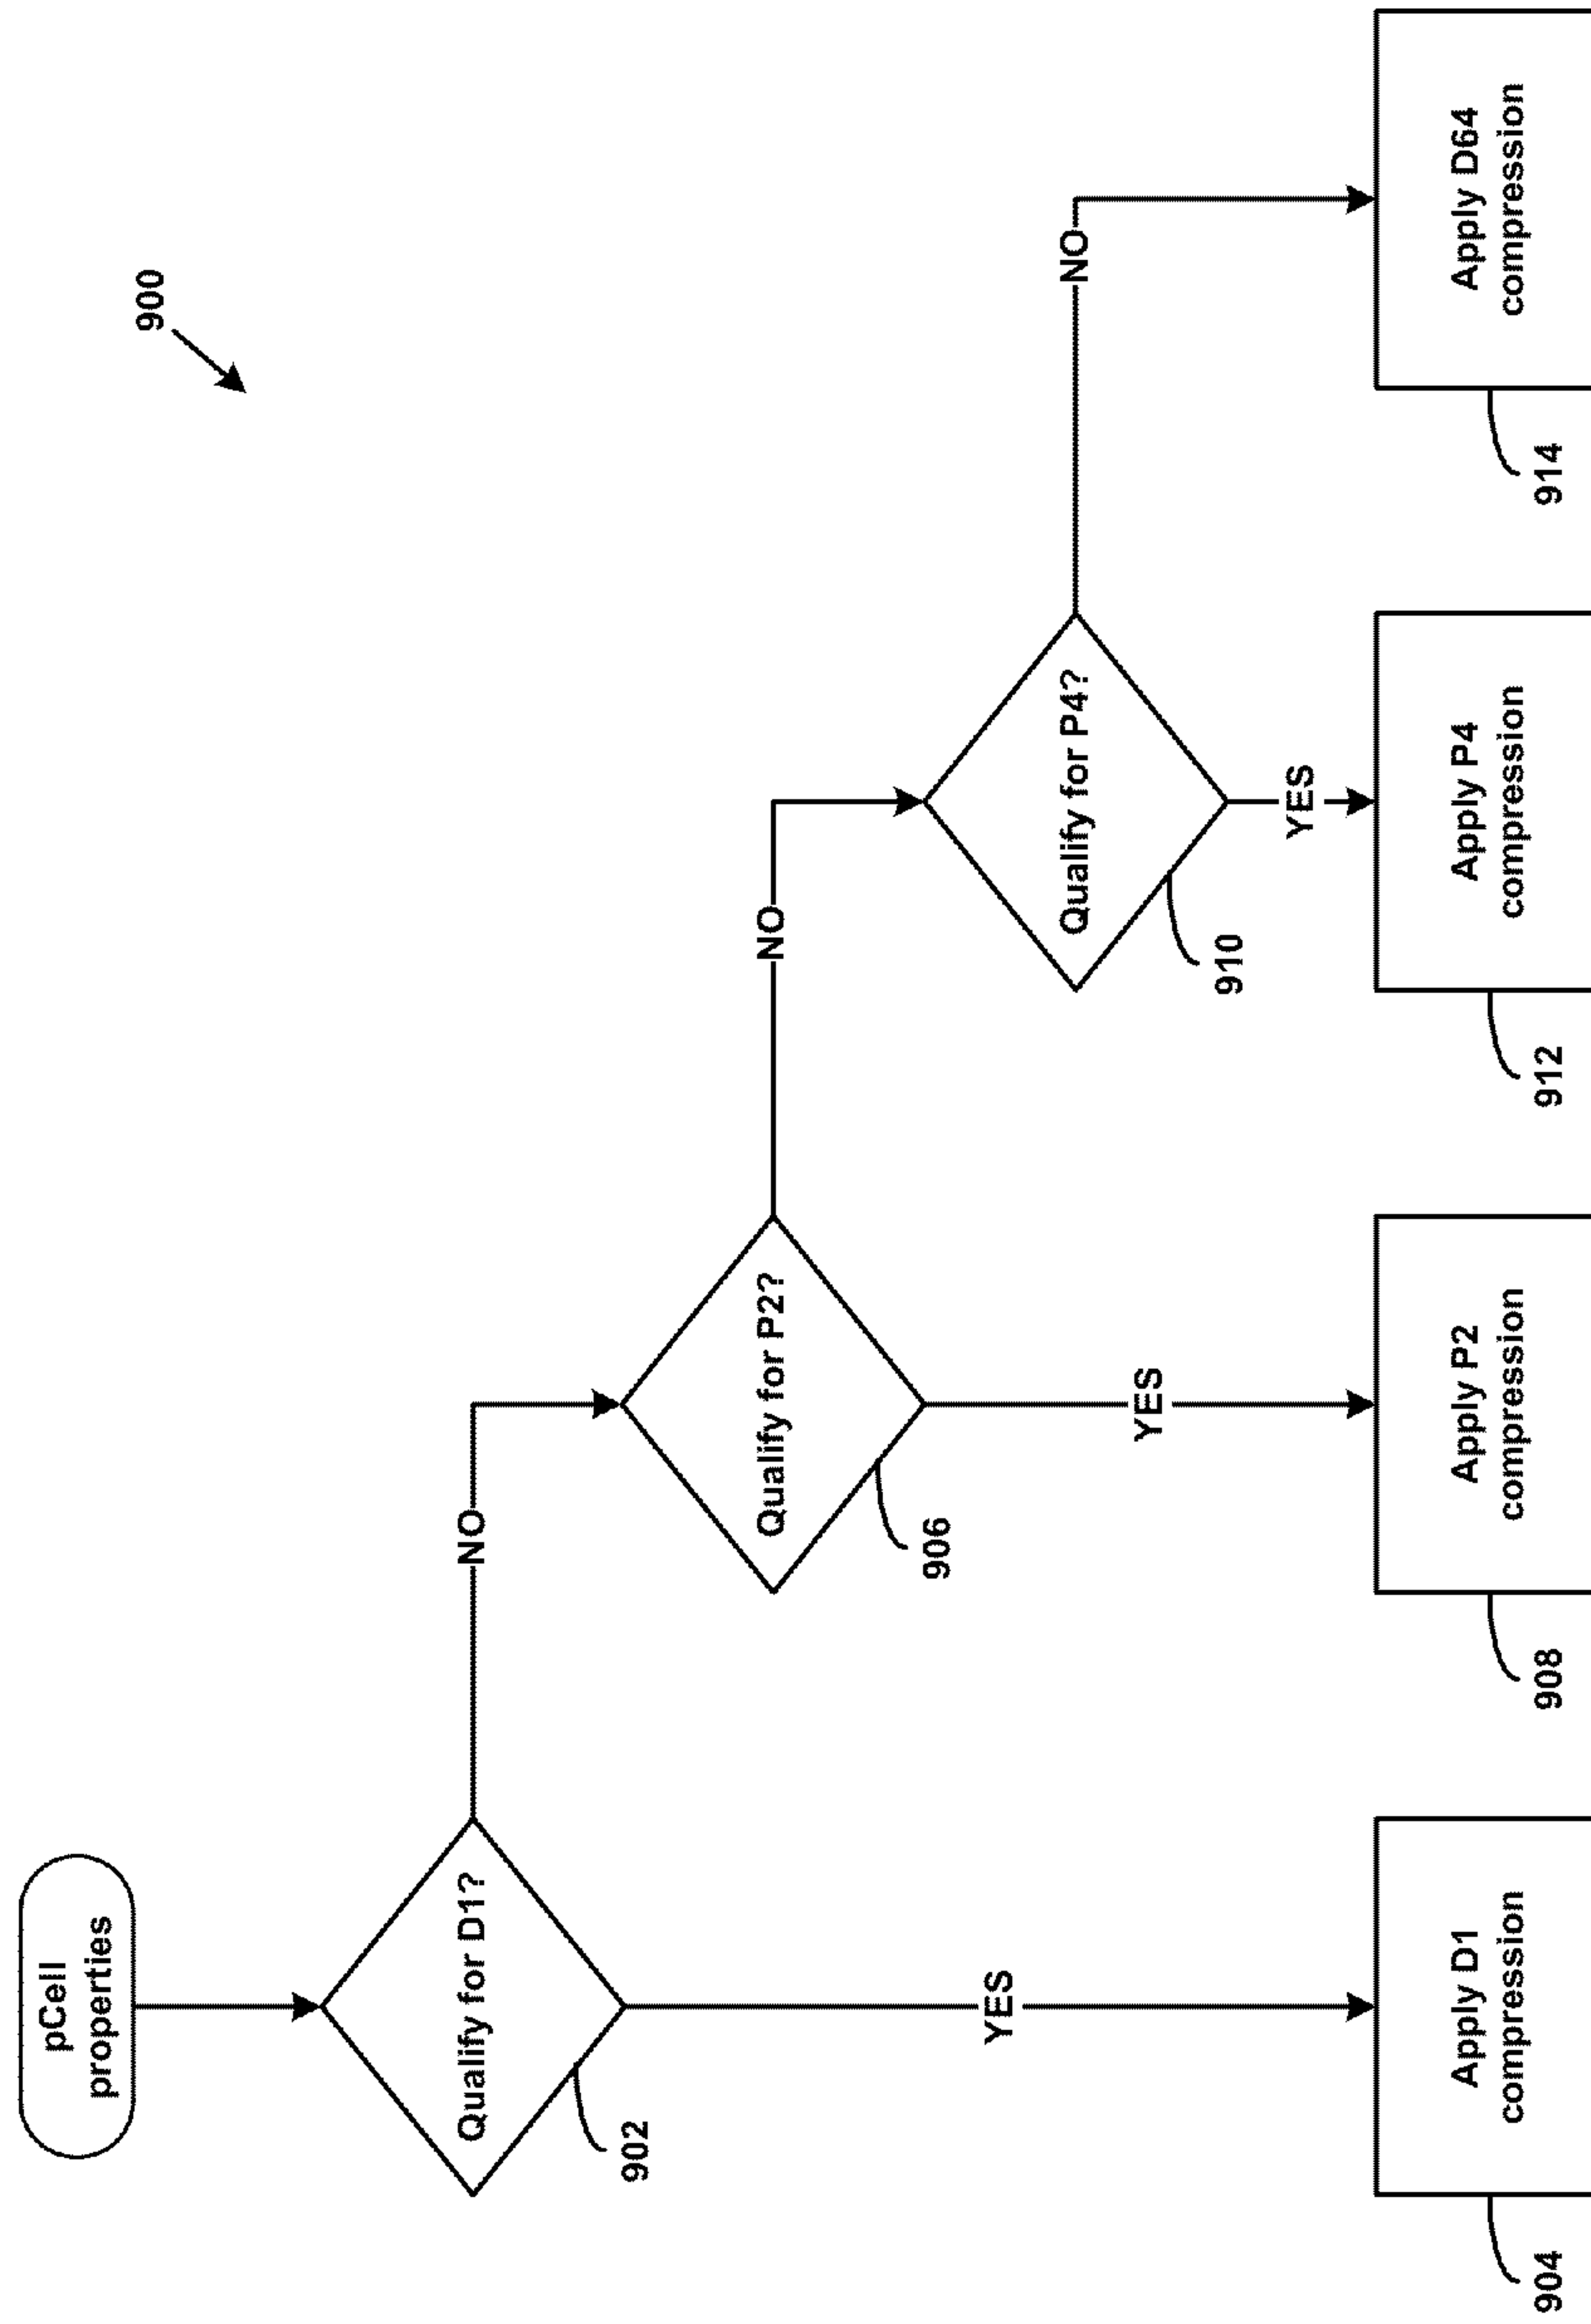 900
pCell
properties
Qualify for D1?
902
NO
YES
Qualify for P2?
906
NO
YES
Qualify for P4?
910
NO
YES
Apply D1
compression
904
Apply P2
compression
908
Apply P4
compression
912
Apply D64
compression
914